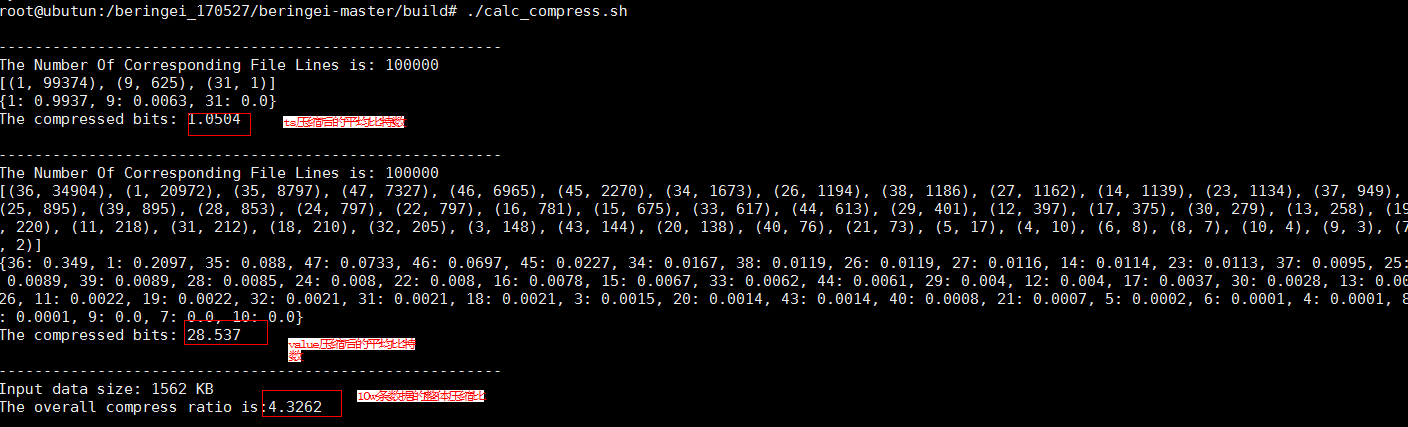 root@ubutun:/beringei_170527/beringei-master/build# ./calc_compress.sh
--------------------------------------------------------
The Number Of Corresponding File Lines is: 100000
[(1, 99374), (9, 625), (31, 1)]
{1: 0.9937, 9: 0.0063, 31: 0.0}
The compressed bits: 1.0504
ts压缩后的平均比特数
--------------------------------------------------------
The Number Of Corresponding File Lines is: 100000
[(36, 34904), (1, 20972), (35, 8797), (47, 7327), (46, 6965), (45, 2270), (34, 1673), (26, 1194), (38, 1186), (27, 1162), (14, 1139), (23, 1134), (37, 949),
(25, 895), (39, 895), (28, 853), (24, 797), (22, 797), (16, 781), (15, 675), (33, 617), (44, 613), (29, 401), (12, 397), (17, 375), (30, 279), (13, 258), (19
, 220), (11, 218), (31, 212), (18, 210), (32, 205), (3, 148), (43, 144), (20, 138), (40, 76), (21, 73), (5, 17), (4, 10), (6, 8), (8, 7), (10, 4), (9, 3), (7
, 2)]
{36: 0.349, 1: 0.2097, 35: 0.088, 47: 0.0733, 46: 0.0697, 45: 0.0227, 34: 0.0167, 38: 0.0119, 26: 0.0119, 27: 0.0116, 14: 0.0114, 23: 0.0113, 37: 0.0095, 25:
0.0089, 39: 0.0089, 28: 0.0085, 24: 0.008, 22: 0.008, 16: 0.0078, 15: 0.0067, 33: 0.0062, 44: 0.0061, 29: 0.004, 12: 0.004, 17: 0.0037, 30: 0.0028, 13: 0.00
26, 11: 0.0022, 19: 0.0022, 32: 0.0021, 31: 0.0021, 18: 0.0021, 3: 0.0015, 20: 0.0014, 43: 0.0014, 40: 0.0008, 21: 0.0007, 5: 0.0002, 6: 0.0001, 4: 0.0001, 8
: 0.0001, 9: 0.0, 7: 0.0, 10: 0.0}
The compressed bits: 28.537
value压缩后的平均比特
数
--------------------------------------------------------
Input data size: 1562 KB
The overall compress ratio is:4.3262
10w条数据的整体压缩比